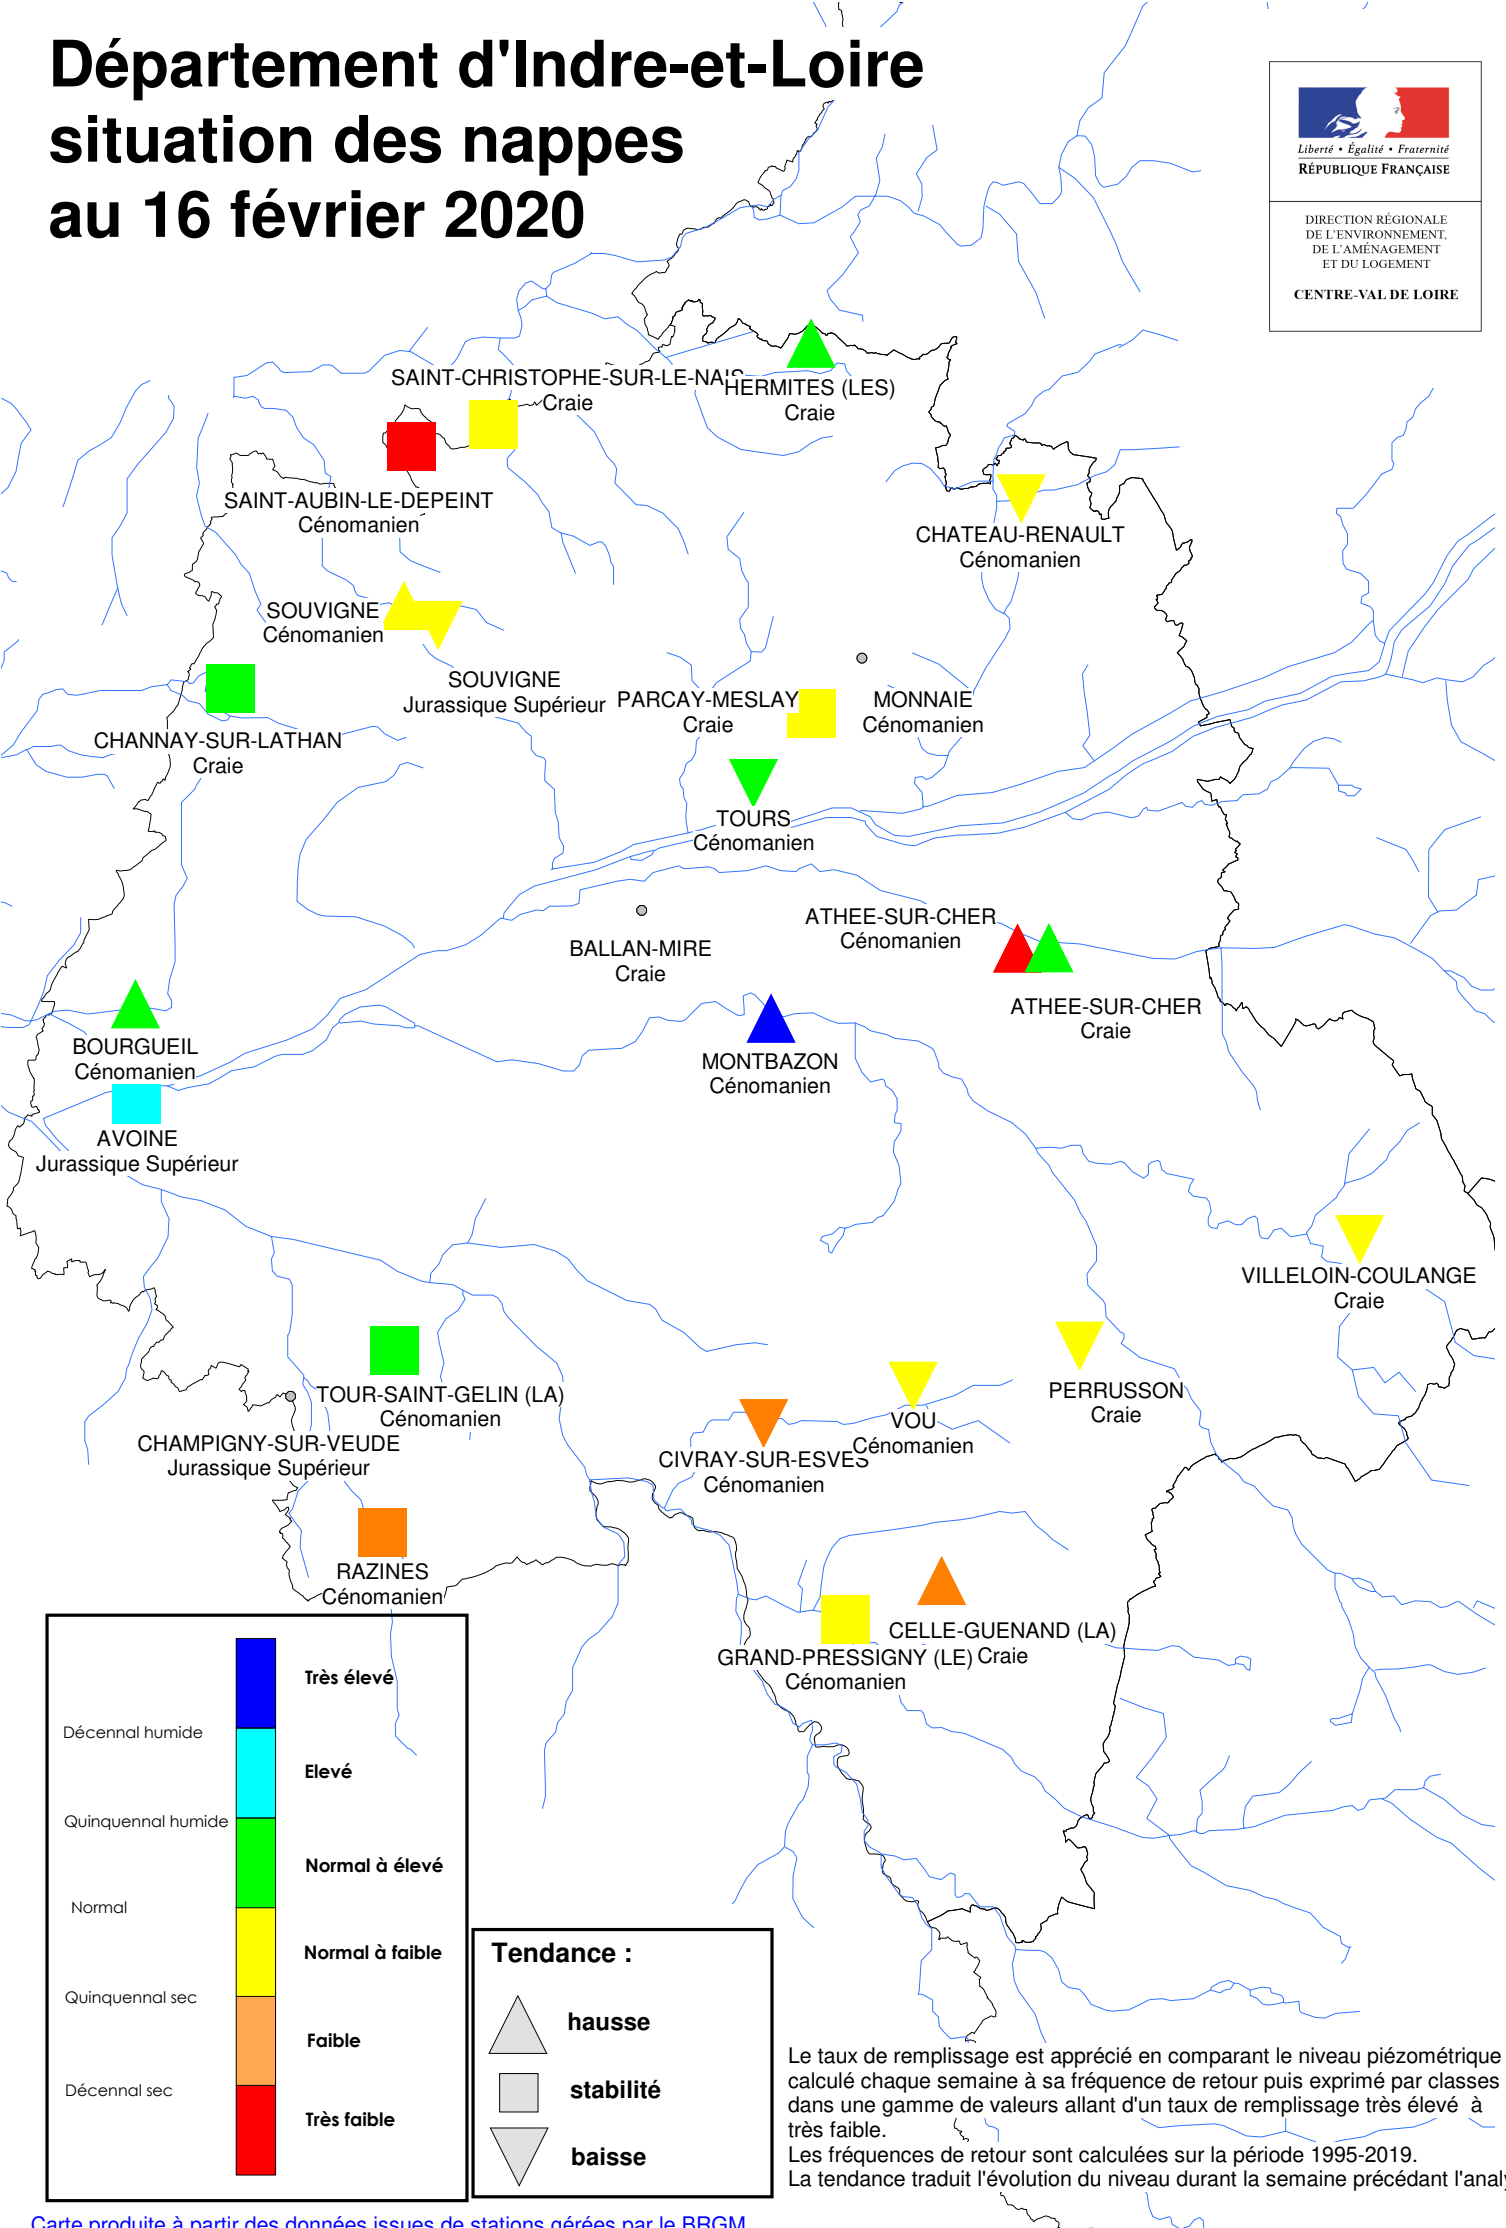 Département d'Indre-et-Loire
situation des nappes
au 16 février 2020
Liberté • Égalité • Fraternité
RÉPUBLIQUE FRANÇAISE
DIRECTION RÉGIONALE
DE L'ENVIRONNEMENT,
DE L'AMÉNAGEMENT
ET DU LOGEMENT
CENTRE-VAL DE LOIRE
SAINT-CHRISTOPHE-SUR-LE-NAIS
Craie
HERMITES (LES)
Craie
SAINT-AUBIN-LE-DEPEINT
Cénomanien
CHATEAU-RENAULT
Cénomanien
SOUVIGNE
Cénomanien
SOUVIGNE
Jurassique Supérieur
PARCAY-MESLAY
Craie
MONNAIE
Cénomanien
CHANNAY-SUR-LATHAN
Craie
TOURS
Cénomanien
ATHEE-SUR-CHER
Cénomanien
BALLAN-MIRE
Craie
ATHEE-SUR-CHER
Craie
BOURGUEIL
Cénomanien
MONTBAZON
Cénomanien
AVOINE
Jurassique Supérieur
VILLELOIN-COULANGE
Craie
TOUR-SAINT-GELIN (LA)
Cénomanien
PERRUSSON
Craie
VOU
Cénomanien
CHAMPIGNY-SUR-VEUDE
Jurassique Supérieur
CIVRAY-SUR-ESVES
Cénomanien
RAZINES
Cénomanien
CELLE-GUENAND (LA)
Craie
GRAND-PRESSIGNY (LE)
Cénomanien
Très élevé
Décennal humide
Elevé
Quinquennal humide
Normal à élevé
Normal
Normal à faible
Quinquennal sec
Faible
Décennal sec
Très faible
Tendance :
hausse
stabilité
baisse
Le taux de remplissage est apprécié en comparant le niveau piézométrique
calculé chaque semaine à sa fréquence de retour puis exprimé par classes
dans une gamme de valeurs allant d'un taux de remplissage très élevé à
très faible.
Les fréquences de retour sont calculées sur la période 1995-2019.
La tendance traduit l'évolution du niveau durant la semaine précédant
Carte produite à partir des données issues de stations gérées par le BRGM